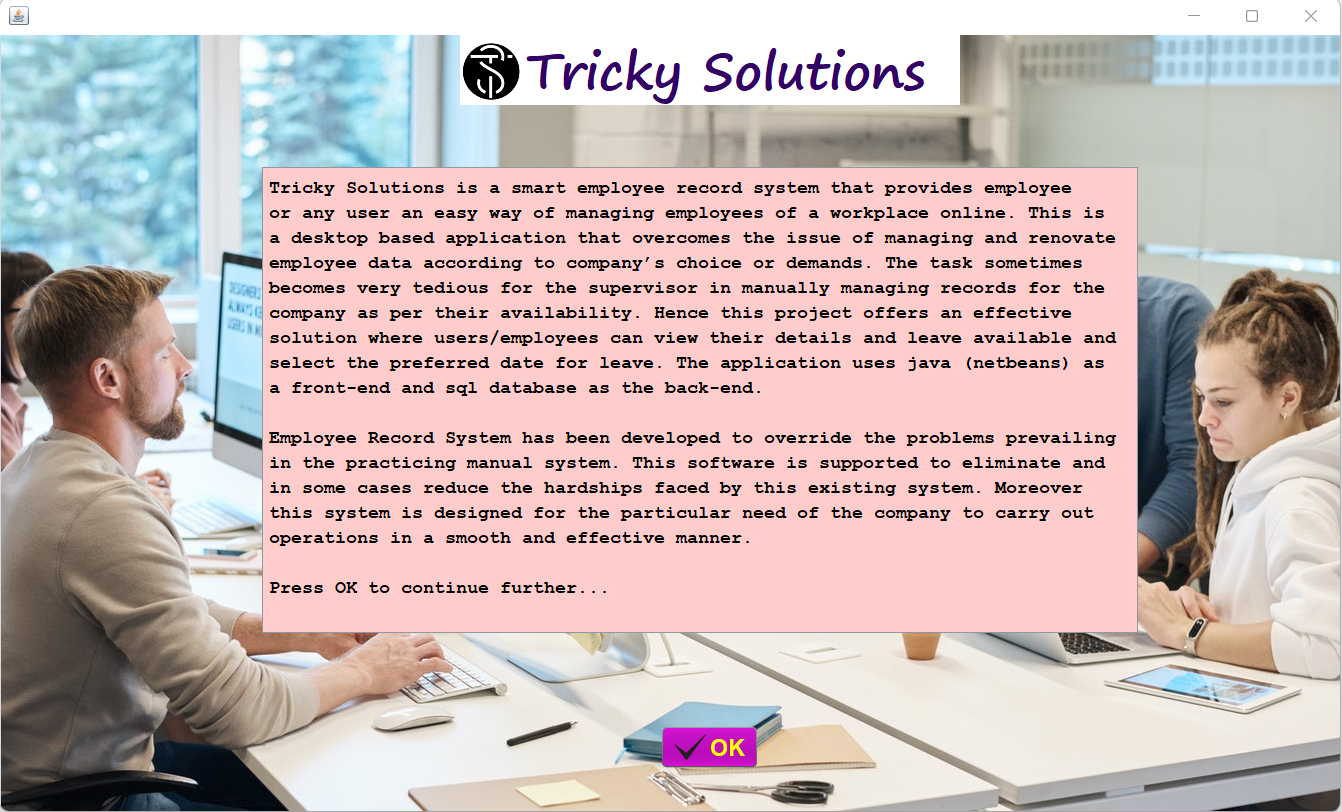 Tricky Solutions
Tricky Solutions is a smart employee record system that provides employee
or any user an easy way of managing employees of a workplace online. This is
a desktop based application that overcomes the issue of managing and renovate
employee data according to company’s choice or demands. The task sometimes
becomes very tedious for the supervisor in manually managing records for the
company as per their availability. Hence this project offers an effective
solution where users/employees can view their details and leave available and
select the preferred date for leave. The application uses java (netbeans) as
a front-end and sql database as the back-end.
Employee Record System has been developed to override the problems prevailing
in the practicing manual system. This software is supported to eliminate and
in some cases reduce the hardships faced by this existing system. Moreover
this system is designed for the particular need of the company to carry out
operations in a smooth and effective manner.
Press OK to continue further...
DESIGNERS
ALWAYS KE
USERS IN M
OK